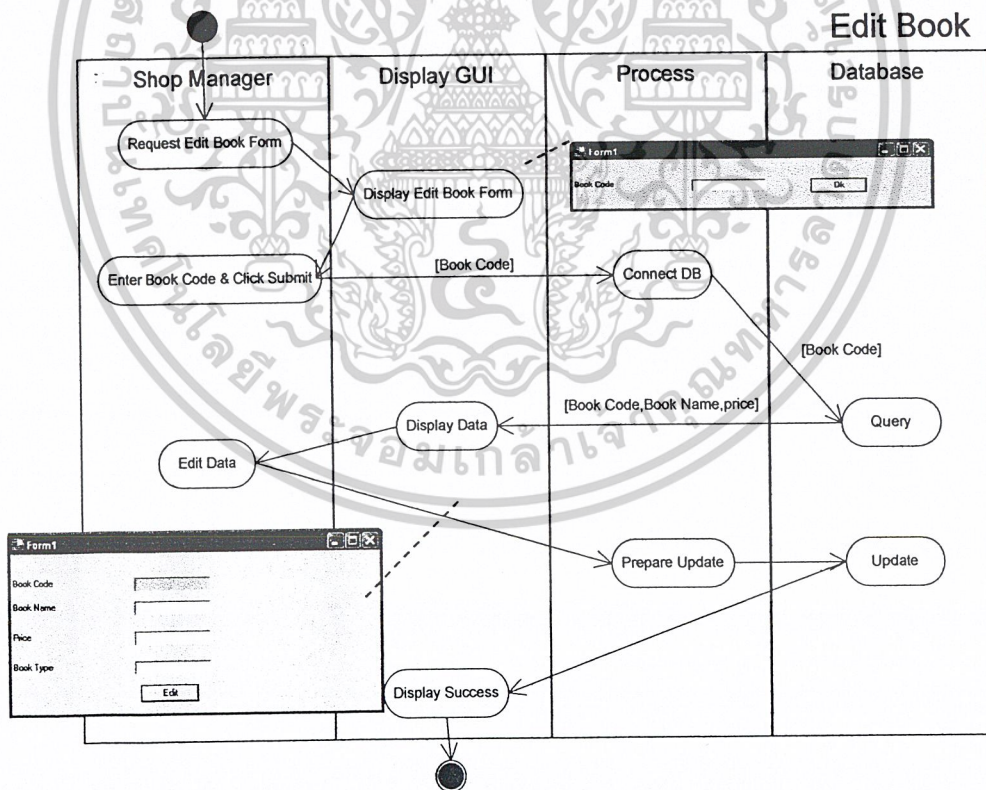 Edit Book
Shop Manager
Display GUI
Process
Database
Request Edit Book Form
Display Edit Book Form
Form1
Book Code
Ok
Enter Book Code & Click Submit
[Book Code]
Connect DB
[Book Code]
[Book Code,Book Name,price]
Display Data
Query
Edit Data
Form1
Book Code
Book Name
Price
Book Type
Edit
Prepare Update
Update
Display Success